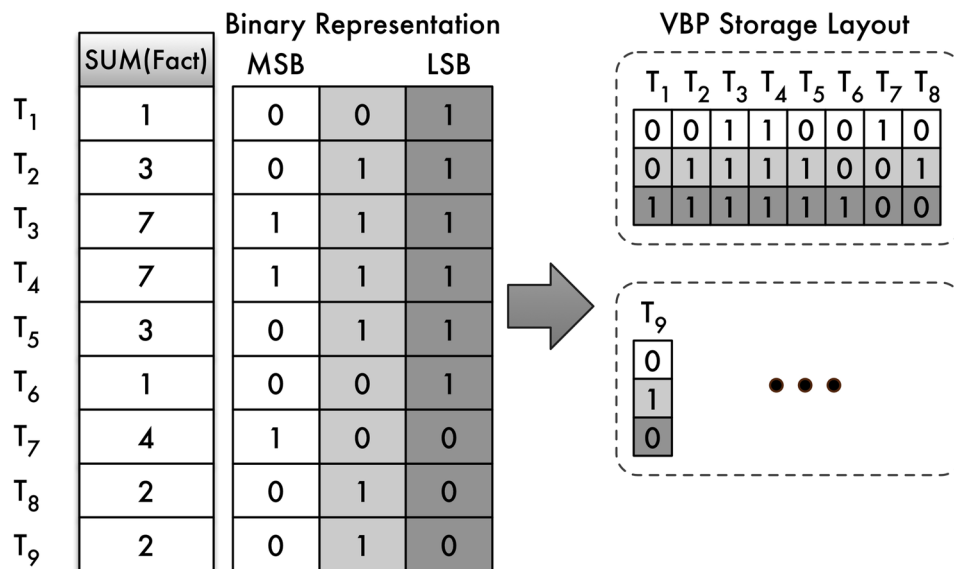 Binary Representation
SUM(Fact) MSB LSB
T1 1 0 0 1
T2 3 0 1 1
T3 7 1 1 1
T4 7 1 1 1
T5 3 0 1 1
T6 1 0 0 1
T7 4 1 0 0
T8 2 0 1 0
T9 2 0 1 0
VBP Storage Layout
T1 T2 T3 T4 T5 T6 T7 T8
0 0 1 1 0 0 1 0
0 1 1 1 1 0 0 1
1 1 1 1 1 1 0 0
T9
0
1
0